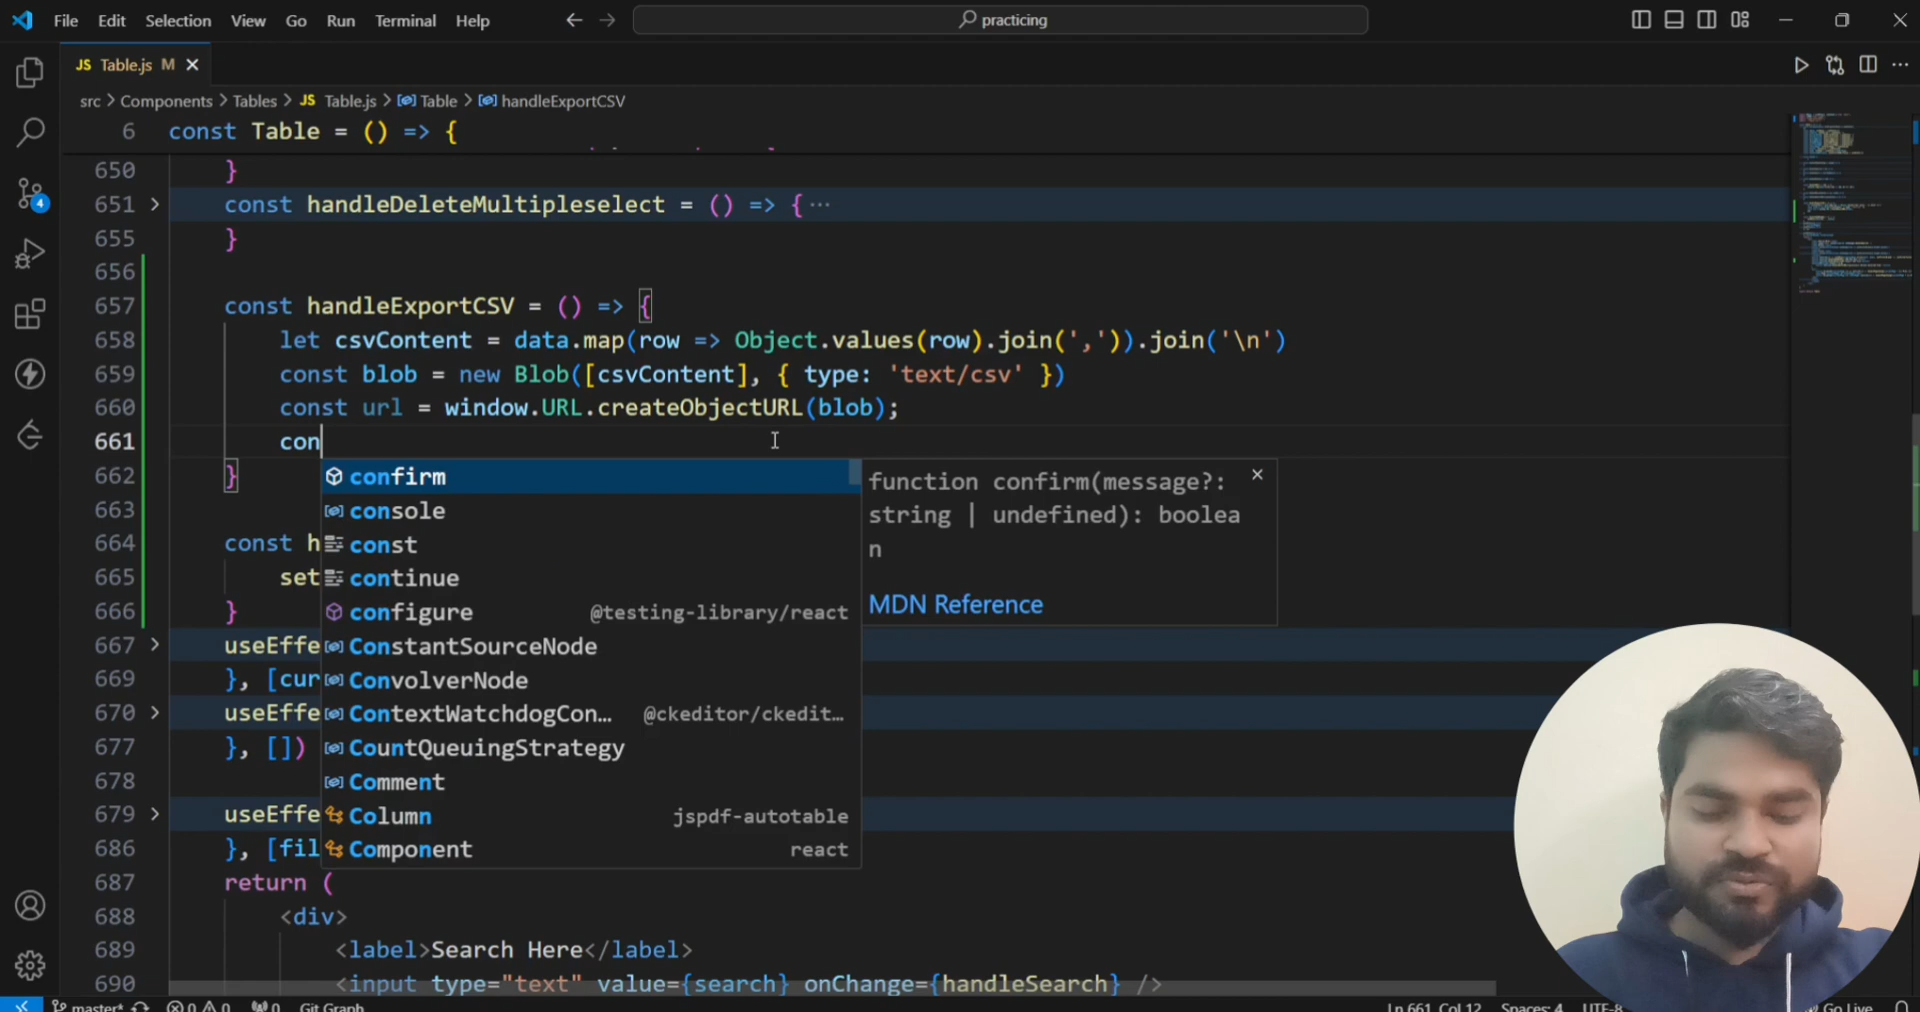 File Edit Selection View Go Run Terminal Help
practicing
JS Table.js M
src > Components > Tables > JS Table.js > Table > handleExportCSV
6 const Table = () => {
650 }
651 const handleDeleteMultipleselect = () => { ···
655 }
656
657 const handleExportCSV = () => {
658 let csvContent = data.map(row => Object.values(row).join(',')).join('\n')
659 const blob = new Blob([csvContent], { type: 'text/csv' })
660 const url = window.URL.createObjectURL(blob);
661 con
662 }
663
664 const h
665 set
666 }
667 useEffe
669 }, [cur
670 useEffe
677 }, [])
678
679 useEffe
686 }, [fil
687 return (
688 <div>
689 <label>Search Here</label>
690 <input type="text" value={search} onChange={handleSearch} />
confirm
console
const
continue
configure @testing-library/react
ConstantSourceNode
ConvolverNode
ContextWatchdogCon... @ckeditor/ckedit...
CountQueuingStrategy
Comment
Column jspdf-autotable
Component react
function confirm(message?:
string | undefined): boolea
n
MDN Reference
4
master* 0 0 0 Git Graph
Ln 661, Col 12 Spaces: 4 UTF-8
Go Live